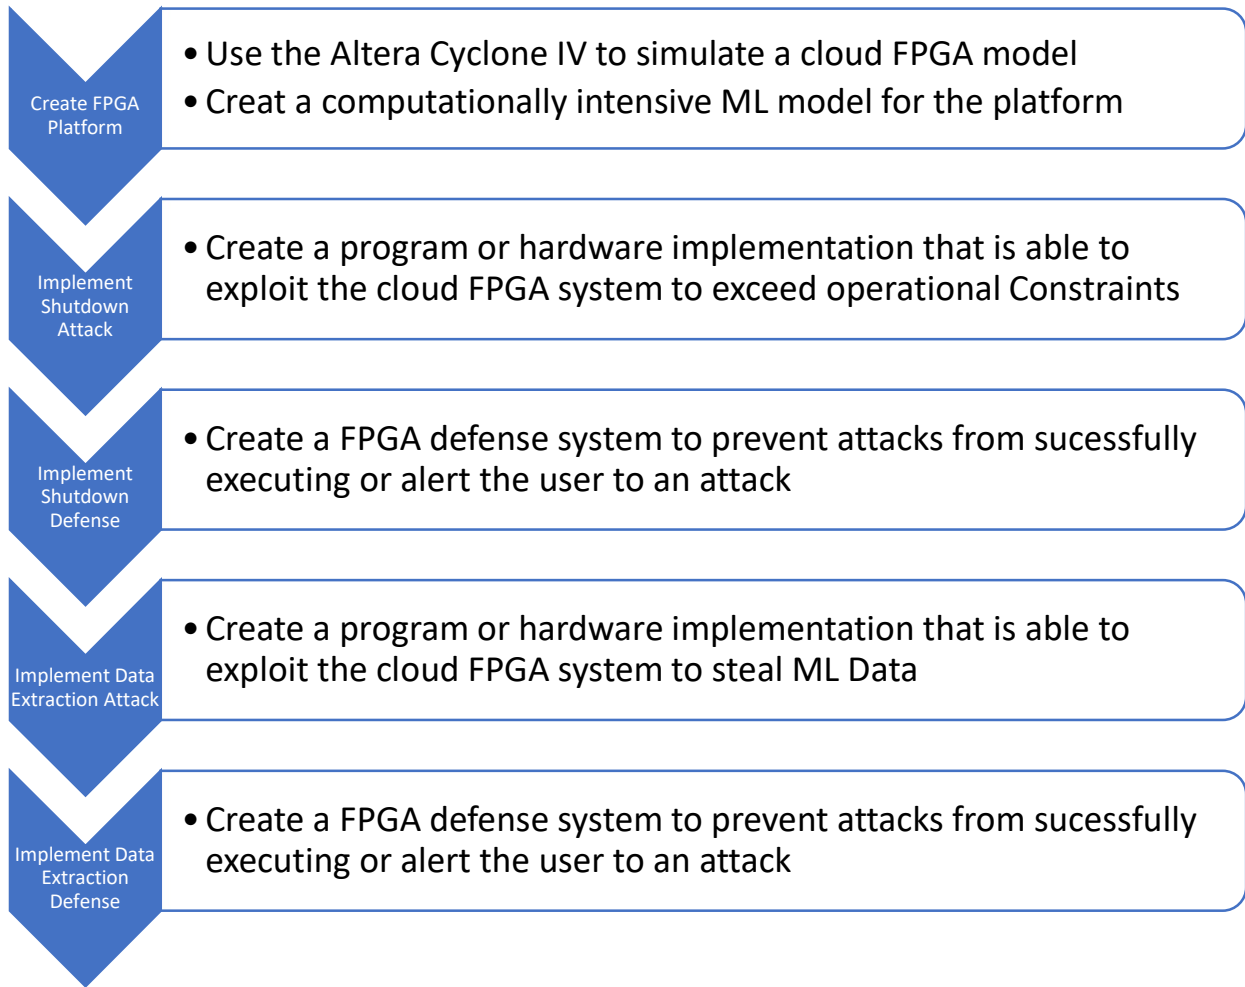 Create FPGA
Platform
• Use the Altera Cyclone IV to simulate a cloud FPGA model
• Creat a computationally intensive ML model for the platform
Implement
Shutdown
Attack
• Create a program or hardware implementation that is able to
exploit the cloud FPGA system to exceed operational Constraints
Implement
Shutdown
Defense
• Create a FPGA defense system to prevent attacks from sucessfully
executing or alert the user to an attack
Implement Data
Extraction Attack
• Create a program or hardware implementation that is able to
exploit the cloud FPGA system to steal ML Data
Implement Data
Extraction
Defense
• Create a FPGA defense system to prevent attacks from sucessfully
executing or alert the user to an attack